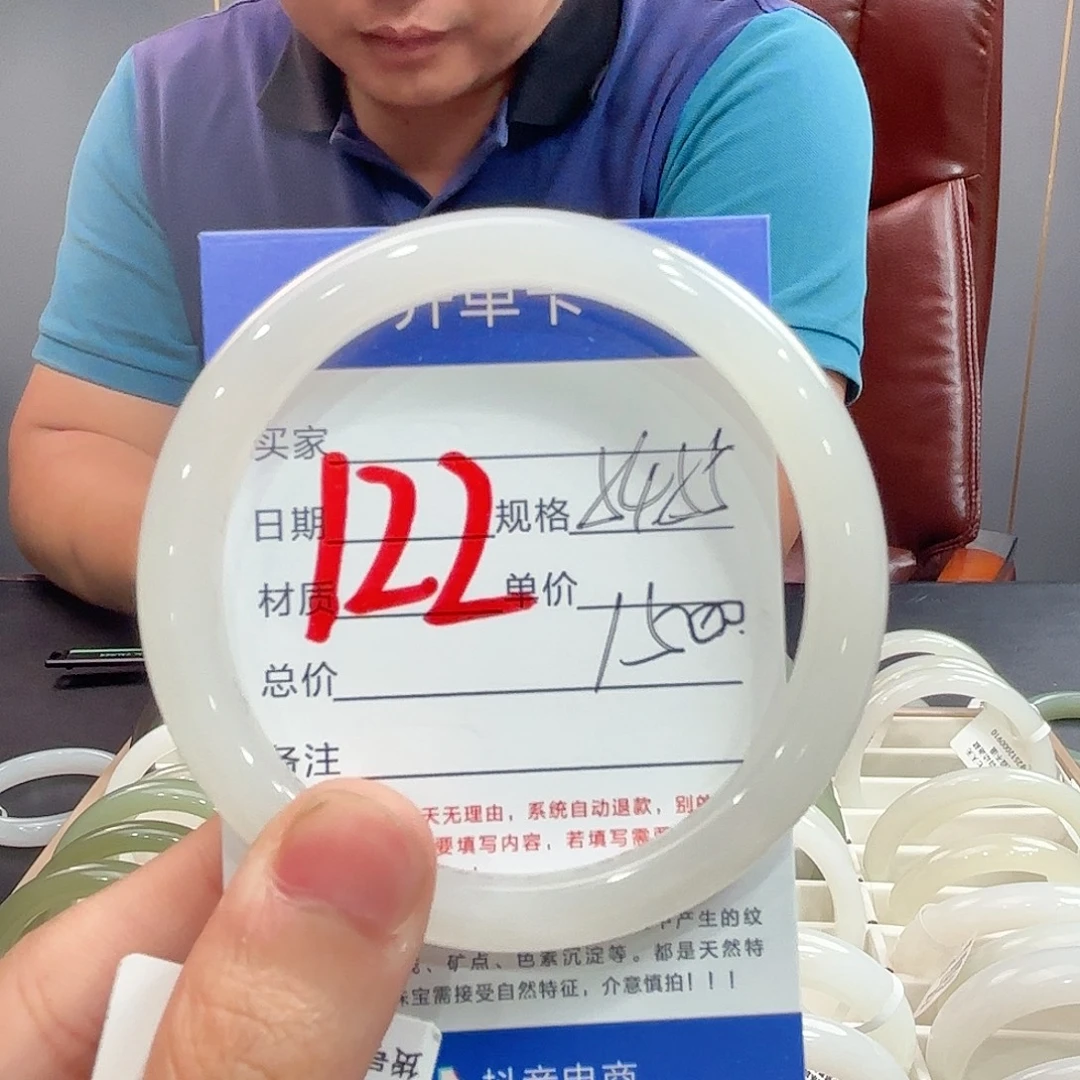 开单卡
买家
日期 122 规格
材质 单价 1500
总价
备注
天无理由，系统自动退款，别的
要填写内容，若填写需要
产生的纹
、矿点、色素沉淀等。都是天然特
珠宝需接受自然特征，介意慎拍！！！
抖音电商